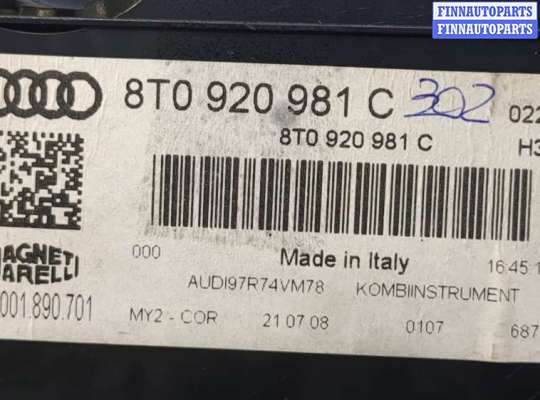 FINNAUTOPARTS
FINNAUTOPARTS
8T0 920 981 C 302 022
8T0 920 981 C H3
000 Made in Italy 16:45:1
MAGNETI MARELLI
AUDI97R74VM78 KOMBIINSTRUMENT
001.890.701
MY2 - COR 21 07 08 0107 687